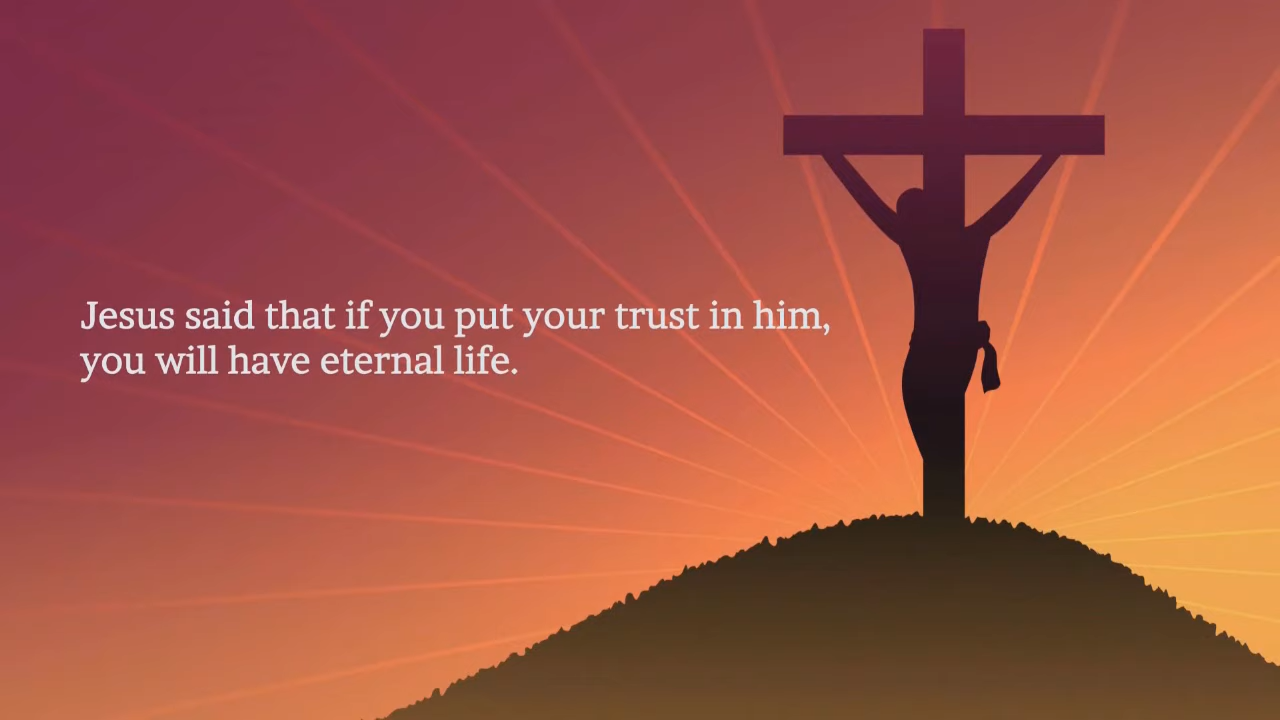 Jesus said that if you put your trust in him,
you will have eternal life.